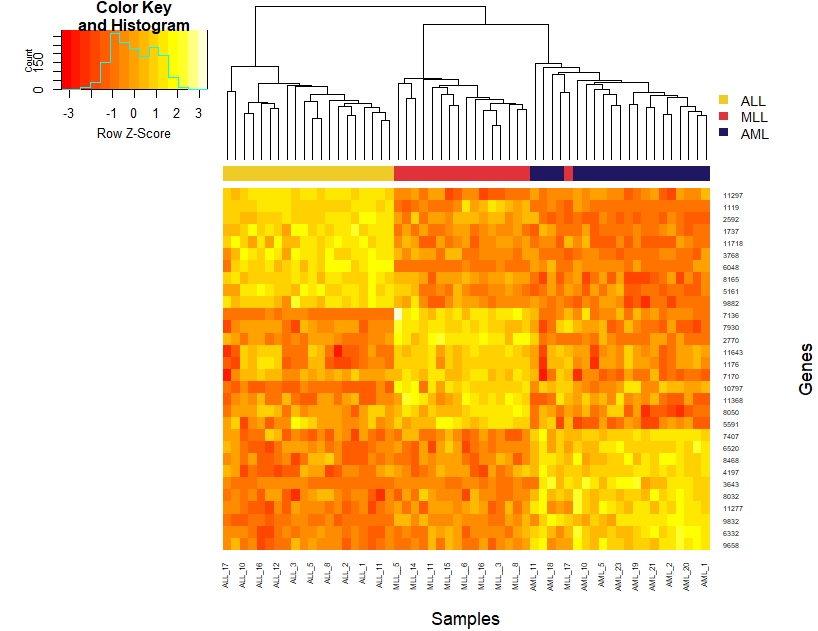 Color Key
and Histogram
Count
0 150
-3 -1 0 1 2 3
Row Z-Score
ALL
MLL
AML
11297
1119
2592
1737
11718
3768
6048
8165
5161
9882
7136
7930
2770
11643
1176
7170
10797
11368
8050
5591
7407
6520
8468
4197
3643
8032
11277
9832
6332
9658
Genes
ALL_17 ALL_10 ALL_16 ALL_12 ALL_3 ALL_5 ALL_8 ALL_2 ALL_1 ALL_11 MLL_5 MLL_14 MLL_11 MLL_15 MLL_6 MLL_16 MLL_3 MLL_8 AML_11 AML_18 MLL_17 AML_10 AML_5 AML_23 AML_19 AML_21 AML_2 AML_20 AML_1
Samples